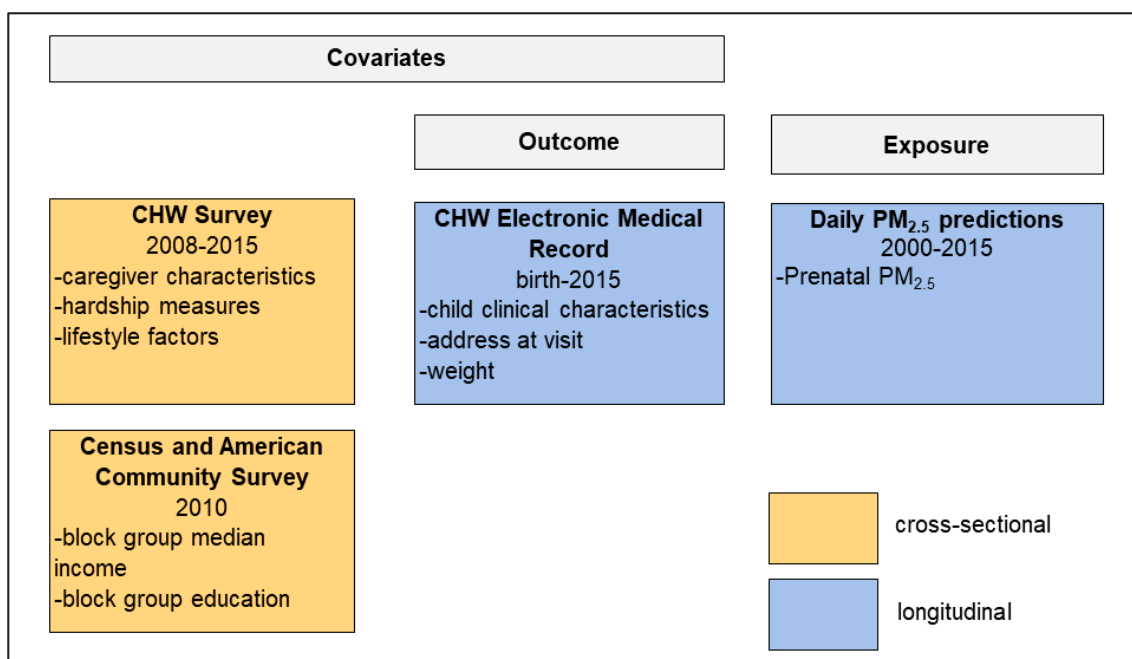 Covariates
Outcome
Exposure
CHW Survey
2008-2015
-caregiver characteristics
-hardship measures
-lifestyle factors
CHW Electronic Medical
Record
birth-2015
-child clinical characteristics
-address at visit
-weight
Daily PM₂.₅ predictions
2000-2015
-Prenatal PM₂.₅
Census and American
Community Survey
2010
-block group median
income
-block group education
cross-sectional
longitudinal